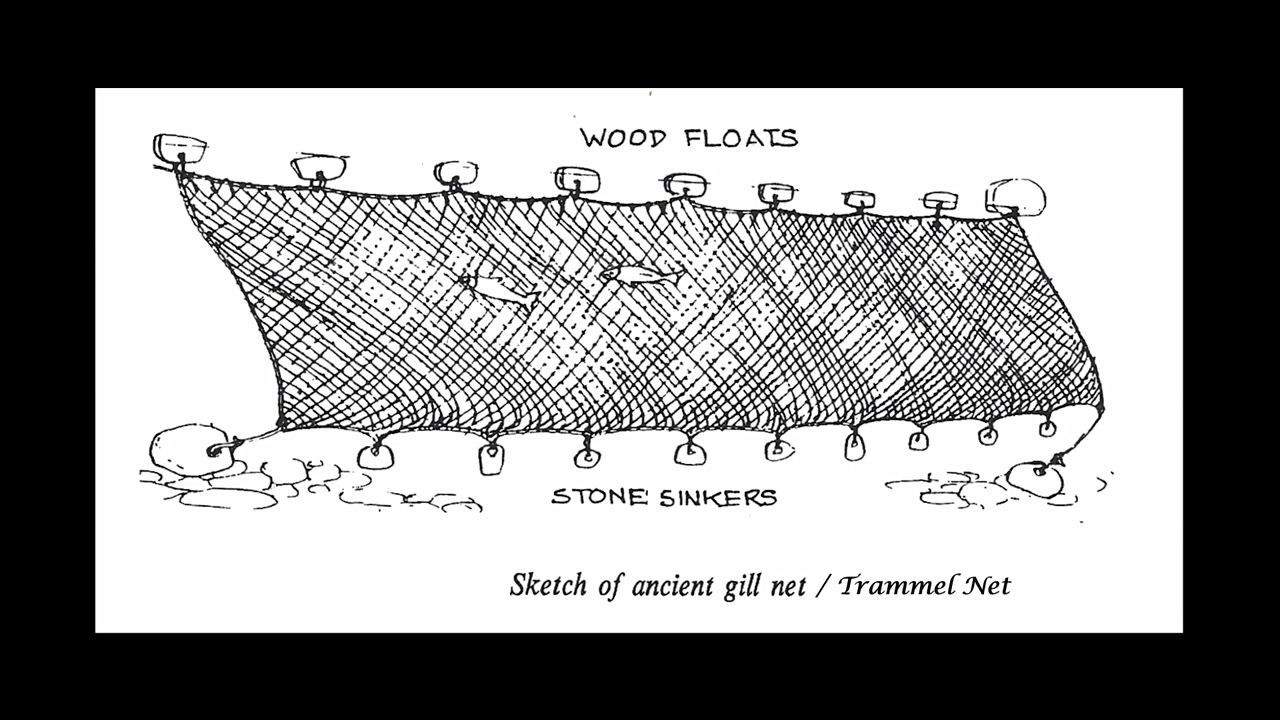 WOOD FLOATS
STONE SINKERS
Sketch of ancient gill net / Trammel Net